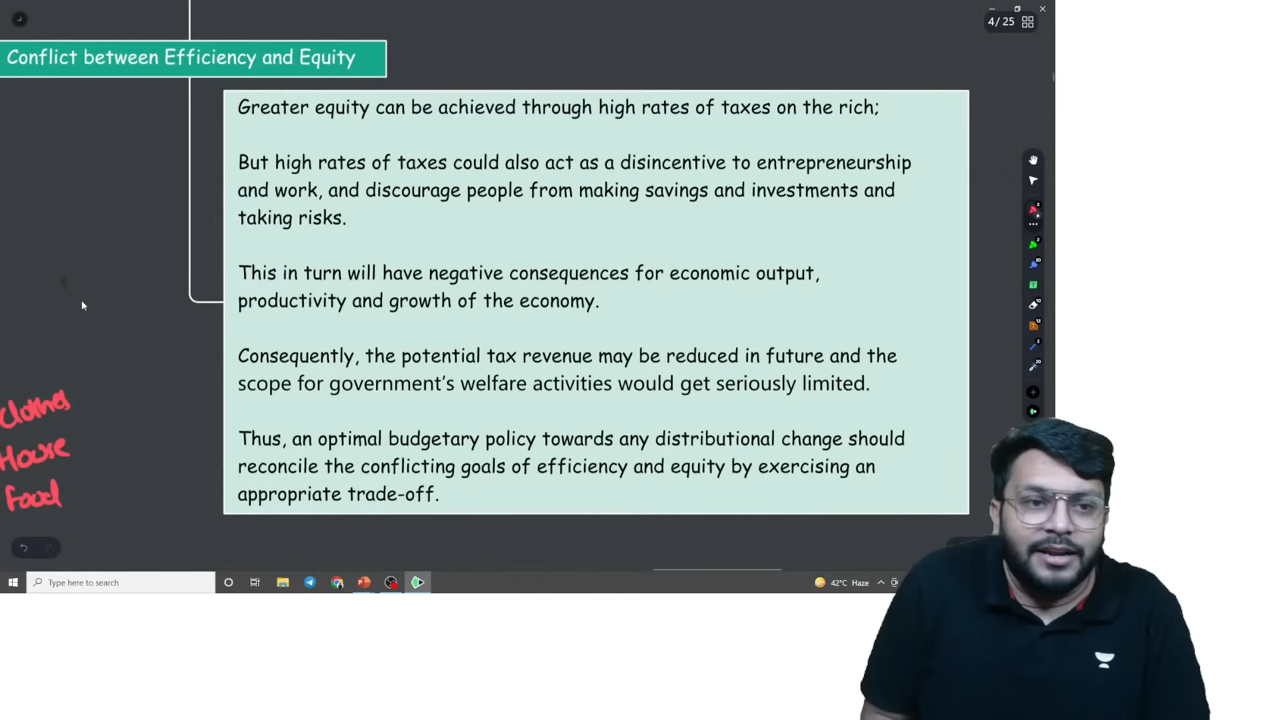 4/25
Conflict between Efficiency and Equity
Greater equity can be achieved through high rates of taxes on the rich;
But high rates of taxes could also act as a disincentive to entrepreneurship
and work, and discourage people from making savings and investments and
taking risks.
This in turn will have negative consequences for economic output,
productivity and growth of the economy.
Consequently, the potential tax revenue may be reduced in future and the
scope for government’s welfare activities would get seriously limited.
Thus, an optimal budgetary policy towards any distributional change should
reconcile the conflicting goals of efficiency and equity by exercising an
appropriate trade-off.
Clothes
House
Food
Type here to search
42°C Haze